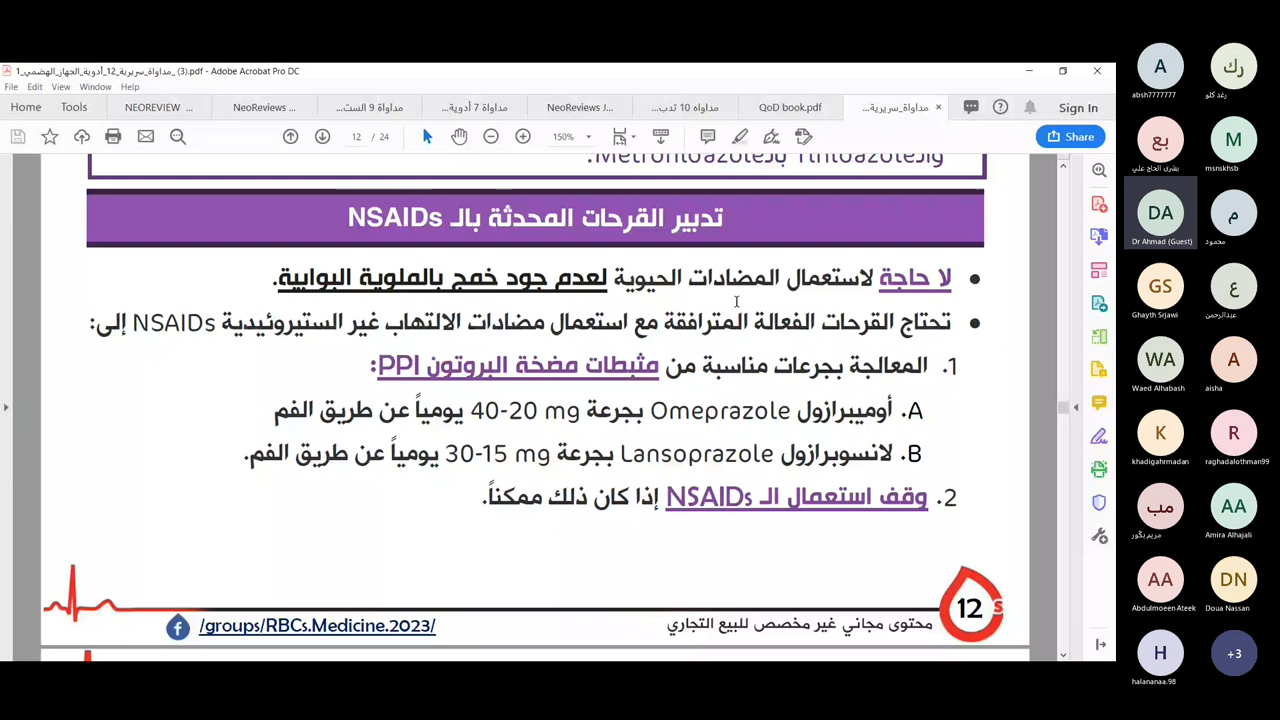 مداواة_سريرية_12_أدوية_الجهاز_الهضمي_1_ (3).pdf - Adobe Acrobat Pro DC
File Edit View Window Help
Home Tools NEOREVIEW ... NeoReviews ... مداواة 9 الست... مداواة 7 أدوية... NeoReviews J... مداواه 10 تدب... QoD book.pdf مداواة_سريرية... × Sign In
12 / 24 150% Share
وTinidazole بـMetronidazole.
تدبير القرحات المحدثة بالـ NSAIDs
● لا حاجة لاستعمال المضادات الحيوية لعدم جود خمج بالملوية البوابية.
● تحتاج القرحات الفعالة المترافقة مع استعمال مضادات الالتهاب غير الستيروئيدية NSAIDs إلى:
1. المعالجة بجرعات مناسبة من مثبطات مضخة البروتون PPI:
A. أوميبرازول Omeprazole بجرعة 40-20 mg يومياً عن طريق الفم
B. لانسوبرازول Lansoprazole بجرعة 30-15 mg يومياً عن طريق الفم.
2. وقف استعمال الـ NSAIDs إذا كان ذلك ممكناً.
12
/groups/RBCs.Medicine.2023/
محتوى مجاني غير مخصص للبيع التجاري
A رك
absh7777777 رغد كلو
بع M
بشرى الحاج علي msnskhsb
DA م
Dr Ahmad (Guest) محمود
GS ع
Ghayth Srjawi عبدالرحمن
WA A
Waed Alhabash aisha
K R
khadigahrmadan raghadalothman99
مب AA
مريم بكور Amira Alhajali
AA DN
Abdulmoeen Ateek Doua Nassan
H +3
halananaa.98